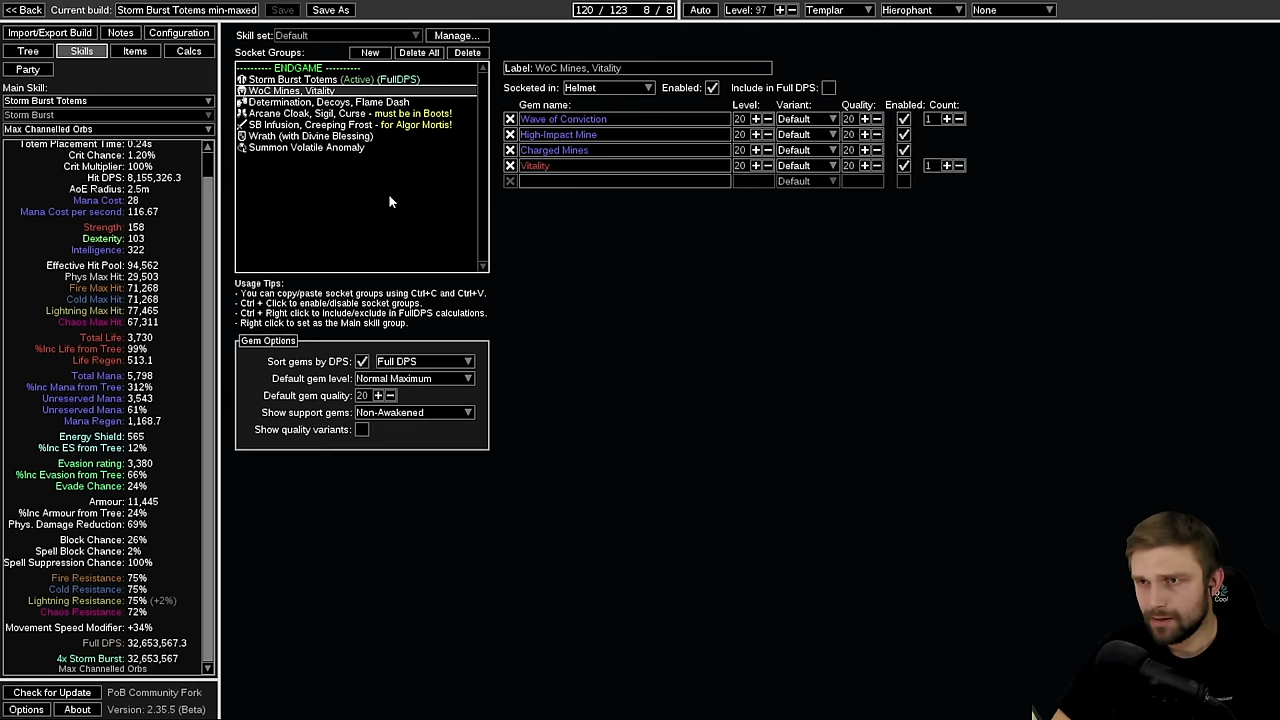 << Back Current build: Storm Burst Totems min-maxed Save Save As 120 / 123 8 / 8 Auto Level: 97 Templar Hierophant None
Import/Export Build Notes Configuration
Tree Skills Items Calcs
Party
Main Skill:
Storm Burst Totems
Storm Burst
Max Channelled Orbs
Totem Placement Time: 0.24s
Crit Chance: 1.20%
Crit Multiplier: 100%
Hit DPS: 8,155,326.3
AoE Radius: 2.5m
Mana Cost: 28
Mana Cost per second: 116.67
Strength: 158
Dexterity: 103
Intelligence: 322
Effective Hit Pool: 94,562
Phys Max Hit: 29,503
Fire Max Hit: 71,268
Cold Max Hit: 71,268
Lightning Max Hit: 77,465
Chaos Max Hit: 67,311
Total Life: 3,730
%Inc Life from Tree: 99%
Life Regen: 513.1
Total Mana: 5,798
%Inc Mana from Tree: 312%
Unreserved Mana: 3,543
Unreserved Mana: 61%
Mana Regen: 1,168.7
Energy Shield: 565
%Inc ES from Tree: 12%
Evasion rating: 3,380
%Inc Evasion from Tree: 66%
Evade Chance: 24%
Armour: 11,445
%Inc Armour from Tree: 24%
Phys. Damage Reduction: 69%
Block Chance: 26%
Spell Block Chance: 2%
Spell Suppression Chance: 100%
Fire Resistance: 75%
Cold Resistance: 75%
Lightning Resistance: 75% (+2%)
Chaos Resistance: 72%
Movement Speed Modifier: +34%
Full DPS: 32,653,567.3
4x Storm Burst: 32,653,567
Max Channelled Orbs
Check for Update PoB Community Fork
Options About Version: 2.35.5 (Beta)
Skill set: Default Manage...
Socket Groups: New Delete All Delete
---------- ENDGAME ----------
Storm Burst Totems (Active) (FullDPS)
WoC Mines, Vitality
Determination, Decoys, Flame Dash
Arcane Cloak, Sigil, Curse - must be in Boots!
SB Infusion, Creeping Frost - for Algor Mortis!
Wrath (with Divine Blessing)
Summon Volatile Anomaly
Usage Tips:
- You can copy/paste socket groups using Ctrl+C and Ctrl+V.
- Ctrl + Click to enable/disable socket groups.
- Ctrl + Right click to include/exclude in FullDPS calculations.
- Right click to set as the Main skill group.
Gem Options
Sort gems by DPS: Full DPS
Default gem level: Normal Maximum
Default gem quality: 20
Show support gems: Non-Awakened
Show quality variants:
Label: WoC Mines, Vitality
Socketed in: Helmet Enabled: Include in Full DPS:
Gem name: Level: Variant: Quality: Enabled: Count:
Wave of Conviction 20 Default 20 1
High-Impact Mine 20 Default 20
Charged Mines 20 Default 20
Vitality 20 Default 20 1
Default